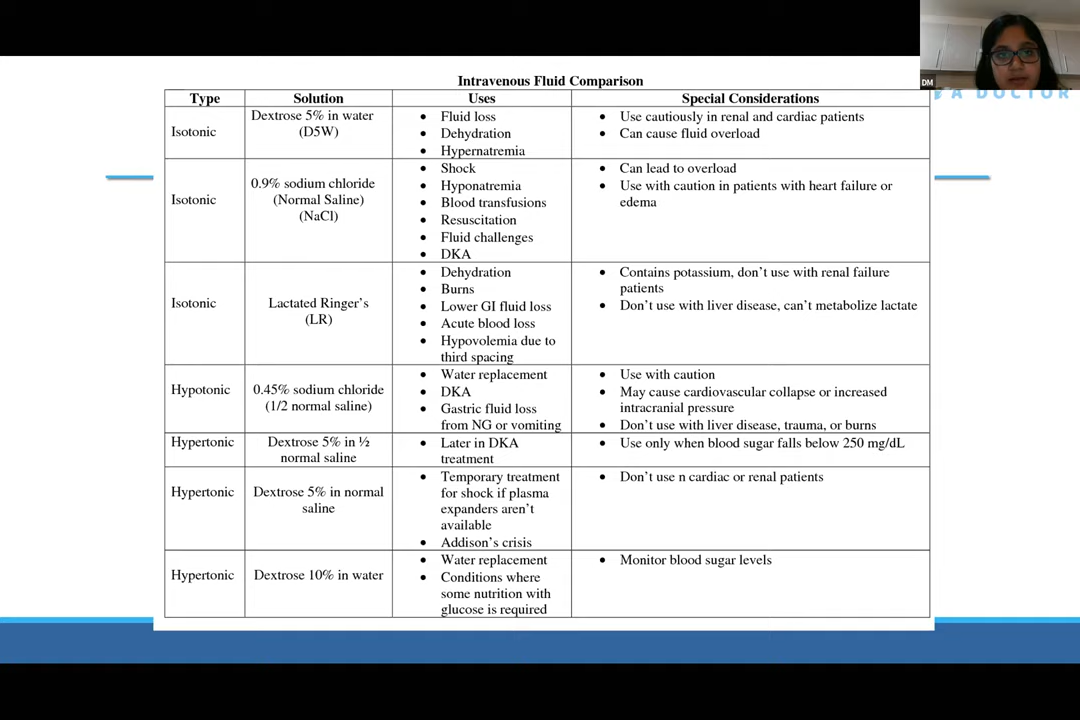 DM
A DOCTOR
Intravenous Fluid Comparison
Type Solution Uses Special Considerations
Isotonic
Dextrose 5% in water
(D5W)
• Fluid loss
• Dehydration
• Hypernatremia
• Use cautiously in renal and cardiac patients
• Can cause fluid overload
Isotonic
0.9% sodium chloride
(Normal Saline)
(NaCl)
• Shock
• Hyponatremia
• Blood transfusions
• Resuscitation
• Fluid challenges
• DKA
• Can lead to overload
• Use with caution in patients with heart failure or
edema
Isotonic
Lactated Ringer’s
(LR)
• Dehydration
• Burns
• Lower GI fluid loss
• Acute blood loss
• Hypovolemia due to
third spacing
• Contains potassium, don’t use with renal failure
patients
• Don’t use with liver disease, can’t metabolize lactate
Hypotonic
0.45% sodium chloride
(1/2 normal saline)
• Water replacement
• DKA
• Gastric fluid loss
from NG or vomiting
• Use with caution
• May cause cardiovascular collapse or increased
intracranial pressure
• Don’t use with liver disease, trauma, or burns
Hypertonic
Dextrose 5% in ½
normal saline
• Later in DKA
treatment
• Use only when blood sugar falls below 250 mg/dL
Hypertonic
Dextrose 5% in normal
saline
• Temporary treatment
for shock if plasma
expanders aren’t
available
• Addison’s crisis
• Don’t use n cardiac or renal patients
Hypertonic
Dextrose 10% in water
• Water replacement
• Conditions where
some nutrition with
glucose is required
• Monitor blood sugar levels